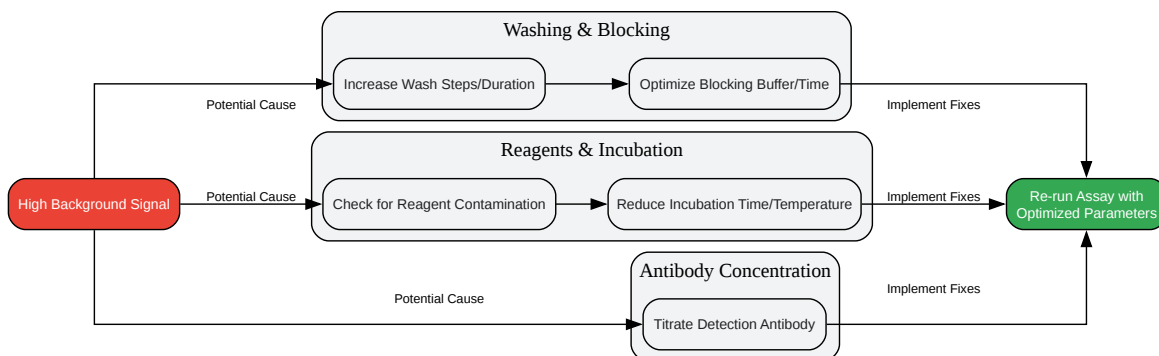 Washing & Blocking
Increase Wash Steps/Duration
Optimize Blocking Buffer/Time
Potential Cause
Implement Fixes
Reagents & Incubation
High Background Signal
Potential Cause
Check for Reagent Contamination
Reduce Incubation Time/Temperature
Implement Fixes
Re-run Assay with
Optimized Parameters
Antibody Concentration
Potential Cause
Titrate Detection Antibody
Implement Fixes